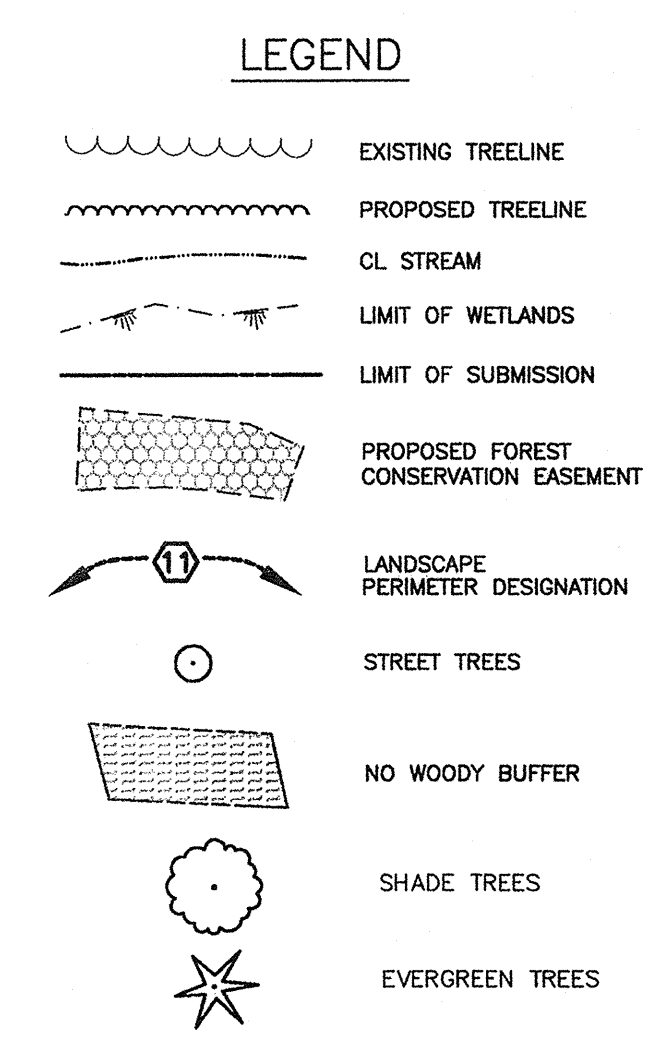 LEGEND
EXISTING TREELINE
PROPOSED TREELINE
CL STREAM
LIMIT OF WETLANDS
LIMIT OF SUBMISSION
PROPOSED FOREST
CONSERVATION EASEMENT
11
LANDSCAPE
PERIMETER DESIGNATION
STREET TREES
NO WOODY BUFFER
SHADE TREES
EVERGREEN TREES